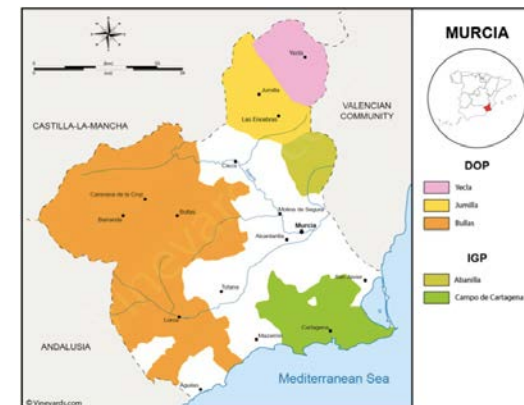 MURCIA
DOP
Yecla
Jumilla
Bullas
IGP
Abanilla
Campo de Cartagena
Yecla
Jumilla
Las Encebras
VALENCIAN
COMMUNITY
CASTILLA-LA-MANCHA
Cieza
Caravaca de la Cruz
Barranda
Bullas
Molina de Segura
Murcia
Alcantarilla
Totana
Lorca
Cartagena
Mazarrón
Águilas
ANDALUSIA
Mediterranean Sea
© Vineyards.com